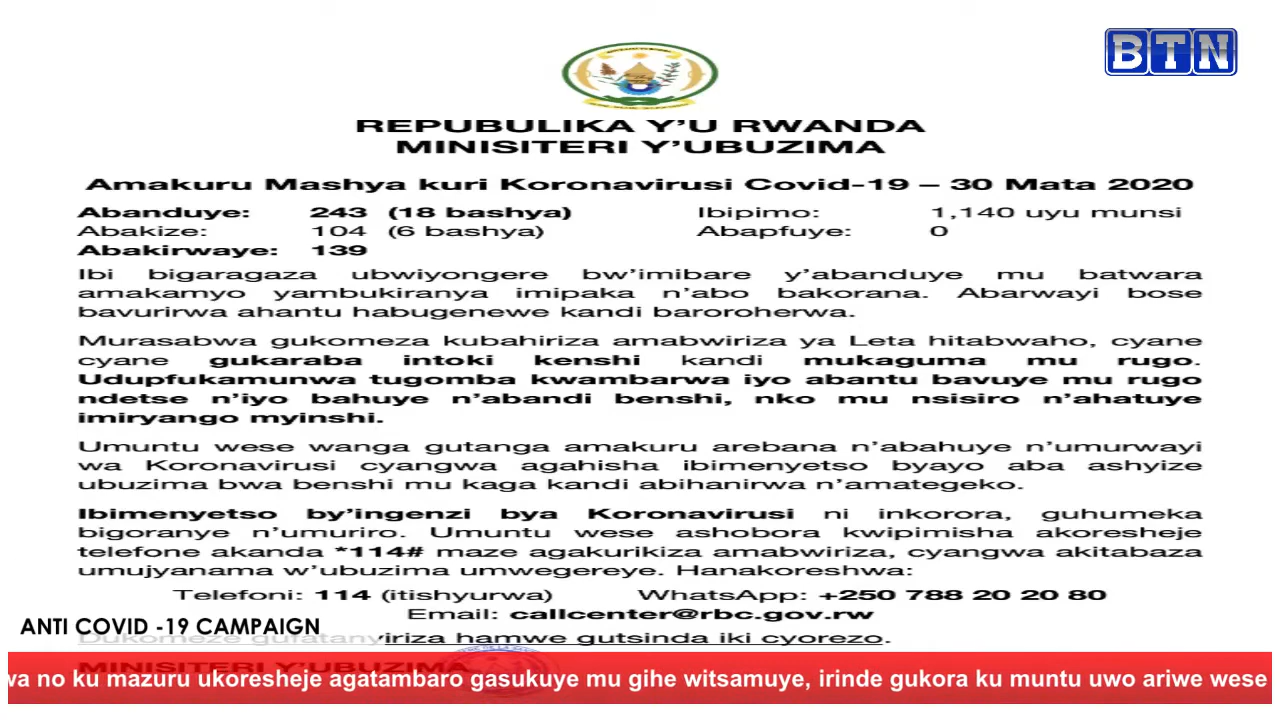 BTN
REPUBULIKA Y'U RWANDA
MINISITERI Y'UBUZIMA
Amakuru Mashya kuri Koronavirusi Covid-19 – 30 Mata 2020
Abanduye: 243 (18 bashya) Ibipimo: 1,140 uyu munsi
Abakize: 104 (6 bashya) Abapfuye: 0
Abakirwaye: 139
Ibi bigaragaza ubwiyongere bw'imibare y'abanduye mu batwara
amakamyo yambukiranya imipaka n'abo bakorana. Abarwayi bose
bavurirwa ahantu habugenewe kandi baroroherwa.
Murasabwa gukomeza kubahiriza amabwiriza ya Leta hitabwaho, cyane
cyane gukaraba intoki kenshi kandi mukaguma mu rugo.
Udupfukamunwa tugomba kwambarwa iyo abantu bavuye mu rugo
ndetse n'iyo bahuye n'abandi benshi, nko mu nsisiro n'ahatuye
imiryango myinshi.
Umuntu wese wanga gutanga amakuru arebana n'abahuye n'umurwayi
wa Koronavirusi cyangwa agahisha ibimenyetso byayo aba ashyize
ubuzima bwa benshi mu kaga kandi abihanirwa n'amategeko.
Ibimenyetso by'ingenzi bya Koronavirusi ni inkorora, guhumeka
bigoranye n'umuriro. Umuntu wese ashobora kwipimisha akoresheje
telefone akanda *114# maze agakurikiza amabwiriza, cyangwa akitabaza
umujyanama w'ubuzima umwegereye. Hanakoreshwa:
Telefoni: 114 (itishyurwa) WhatsApp: +250 788 20 20 80
Email: callcenter@rbc.gov.rw
ANTI COVID -19 CAMPAIGN
Dukomeze gufatanyiriza hamwe gutsinda iki cyorezo.
MINISITERI Y'UBUZIMA
wa no ku mazuru ukoresheje agatambaro gasukuye mu gihe witsamuye, irinde gukora ku muntu uwo ariwe wese